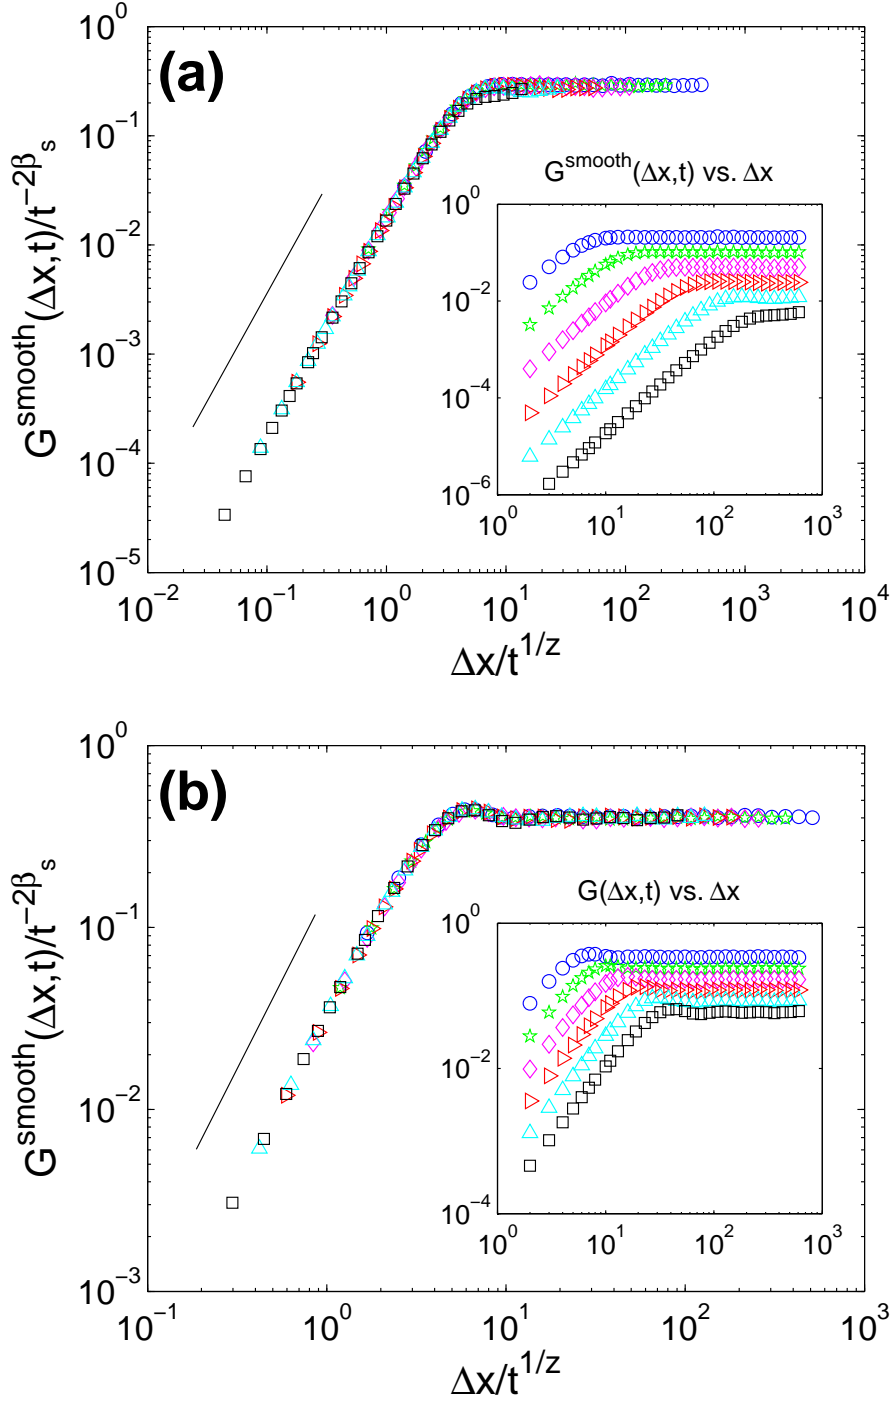 (a)
10^0
10^−1
10^−2
10^−3
10^−4
10^−5
G^smooth(Δx,t)/t^−2β_s
10^−2 10^−1 10^0 10^1 10^2 10^3 10^4
Δx/t^1/z
G^smooth(Δx,t) vs. Δx
10^0
10^−2
10^−4
10^−6
10^0 10^1 10^2 10^3
(b)
10^0
10^−1
10^−2
10^−3
G^smooth(Δx,t)/t^−2β_s
10^−1 10^0 10^1 10^2 10^3
Δx/t^1/z
G(Δx,t) vs. Δx
10^0
10^−2
10^−4
10^0 10^1 10^2 10^3